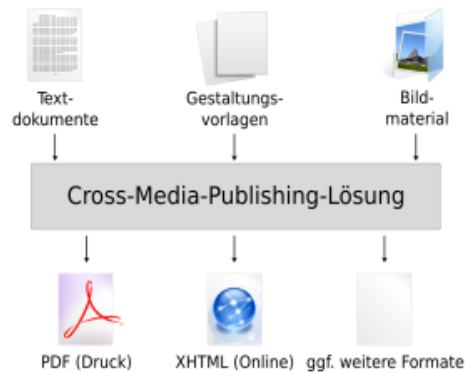 Text-
dokumente
Gestaltungs-
vorlagen
Bild-
material
Cross-Media-Publishing-Lösung
PDF (Druck)
XHTML (Online)
ggf. weitere Formate